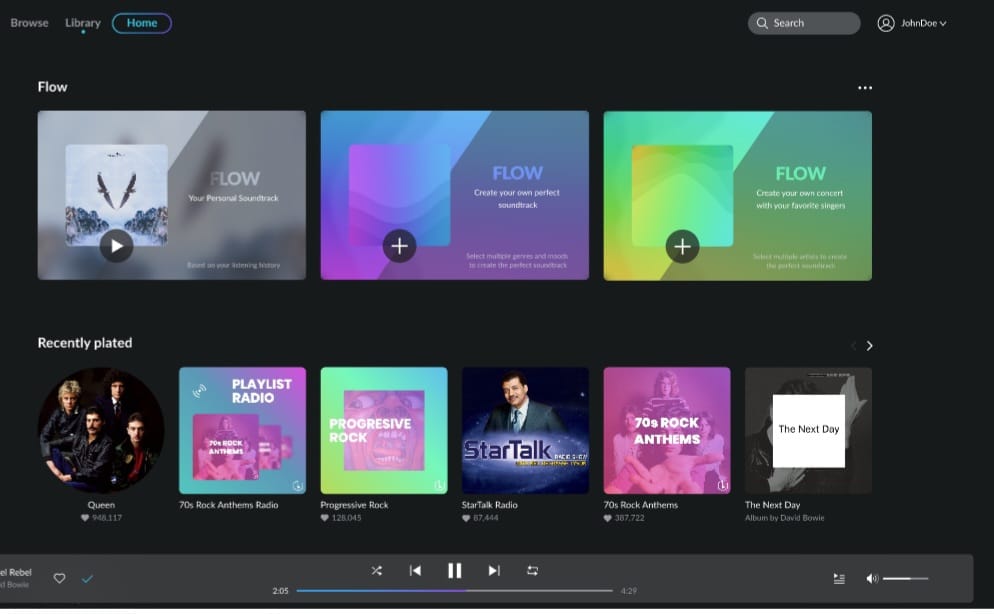 Browse Library Home Search JohnDoe
Flow
FLOW
Your Personal Soundtrack
Based on your listening history
FLOW
Create your own perfect
soundtrack
Select multiple genres and moods
to create the perfect soundtrack
FLOW
Create your own concert
with your favorite singers
Select multiple artists to create
the perfect soundtrack
Recently plated
PLAYLIST
RADIO
70s ROCK
ANTHEMS
PROGRESIVE
ROCK
StarTalk
RADIO SHOW
70s ROCK
ANTHEMS
The Next Day
Queen
948,117
70s Rock Anthems Radio
Progressive Rock
128,045
StarTalk Radio
87,444
70s Rock Anthems
387,722
The Next Day
Album by David Bowie
el Rebel
d Bowie
2:05
4:29